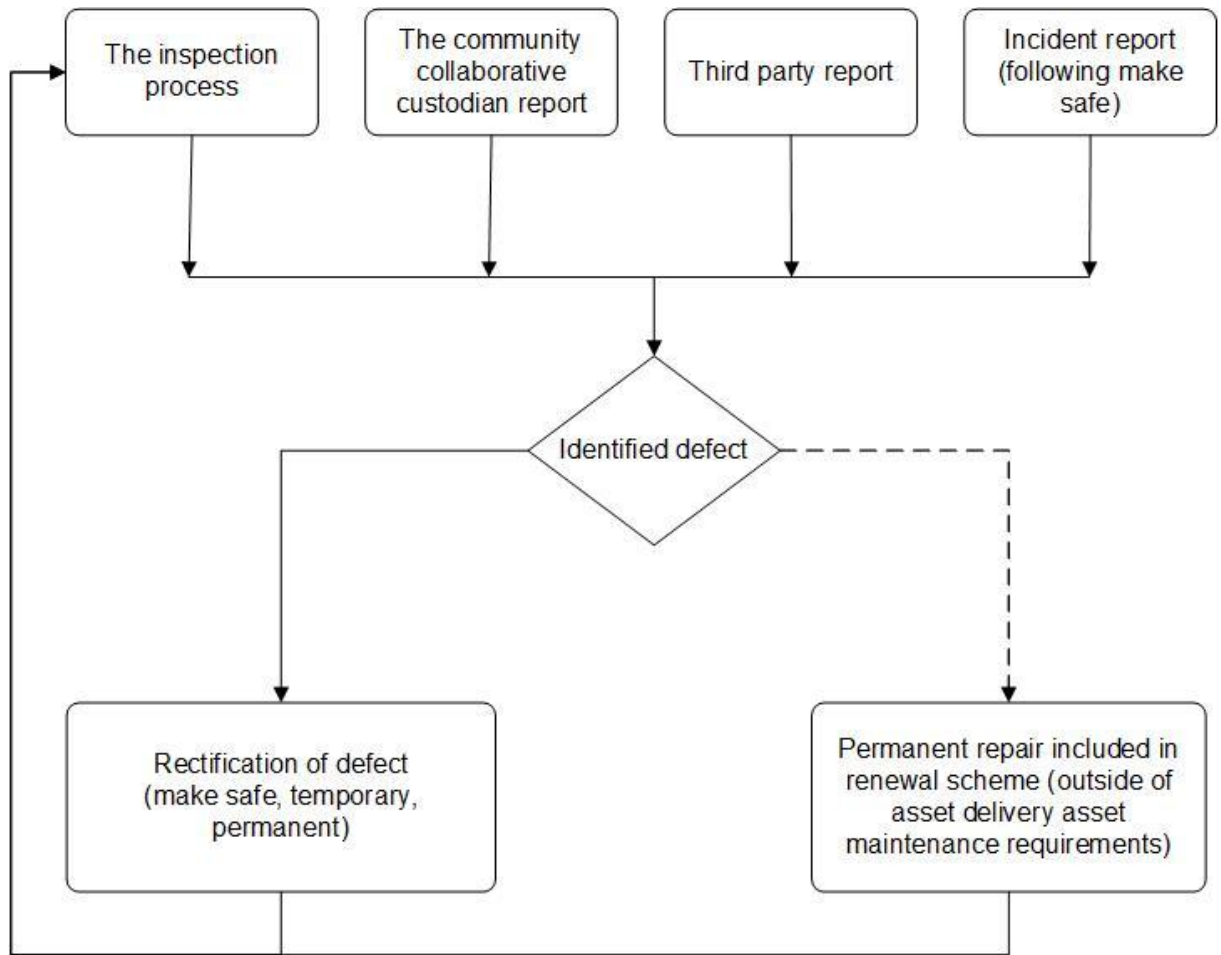 The inspection
process
The community
collaborative
custodian report
Third party report
Incident report
(following make
safe)
Identified defect
Rectification of defect
(make safe, temporary,
permanent)
Permanent repair included in
renewal scheme (outside of
asset delivery asset
maintenance requirements)